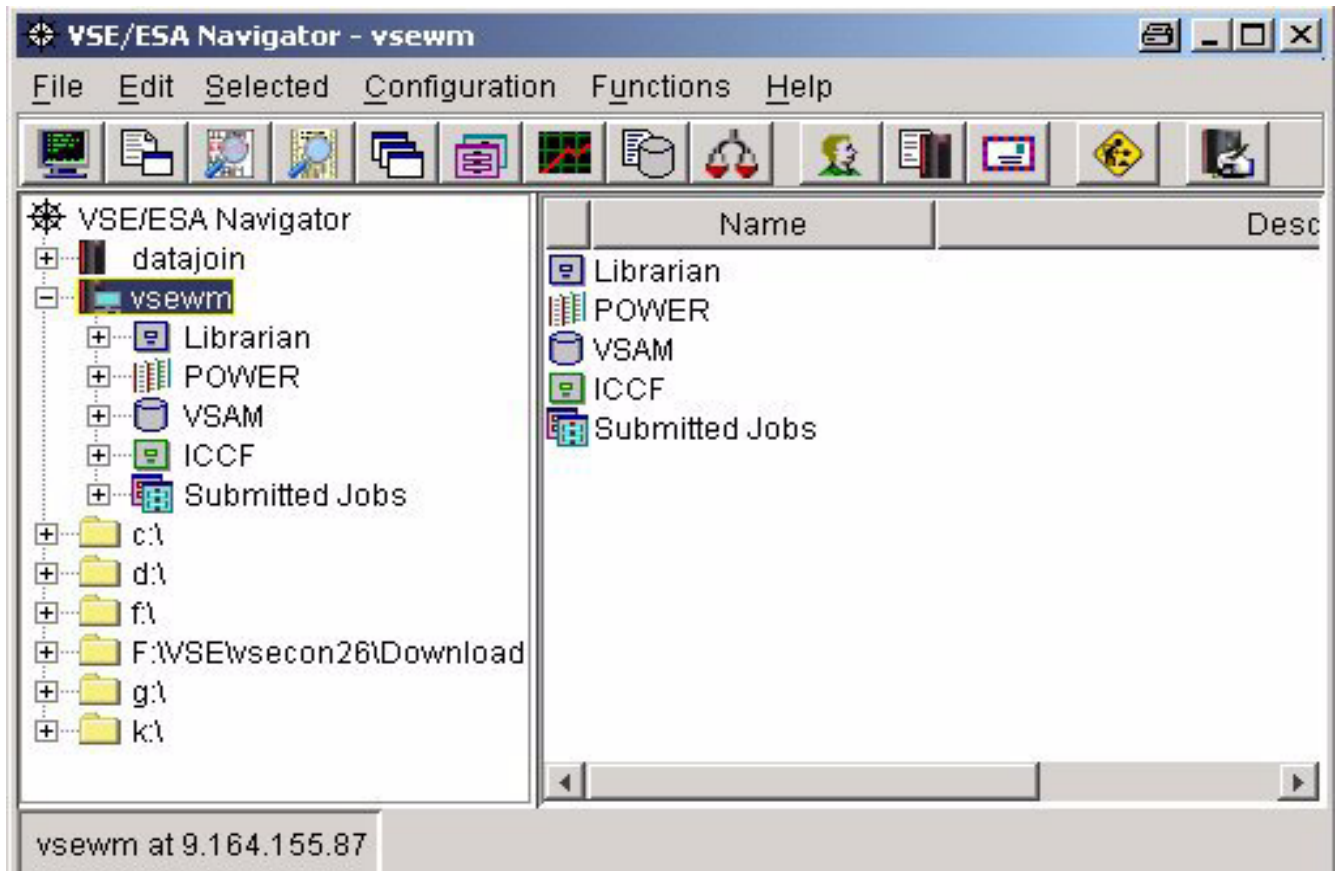 VSE/ESA Navigator - vsewm
File Edit Selected Configuration Functions Help
VSE/ESA Navigator
datajoin
vsewm
Librarian
POWER
VSAM
ICCF
Submitted Jobs
c:\
d:\
f:\
F:\VSE\vsecon26\Download
g:\
k:\
Name Desc
Librarian
POWER
VSAM
ICCF
Submitted Jobs
vsewm at 9.164.155.87